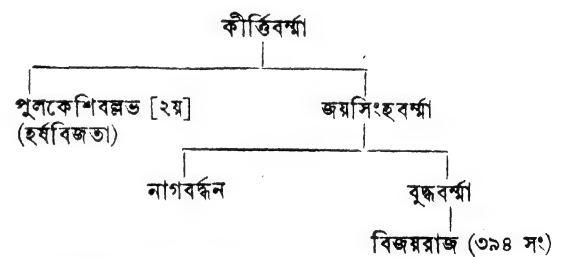 কীর্ত্তিবর্ম্মা
পুলকেশিবল্লভ [২য়] জয়সিংহবর্ম্মা
(হর্ষবিজেতা)
নাগবর্দ্ধন বুদ্ধবর্ম্মা
বিজয়রাজ (৩৯৪ সং)